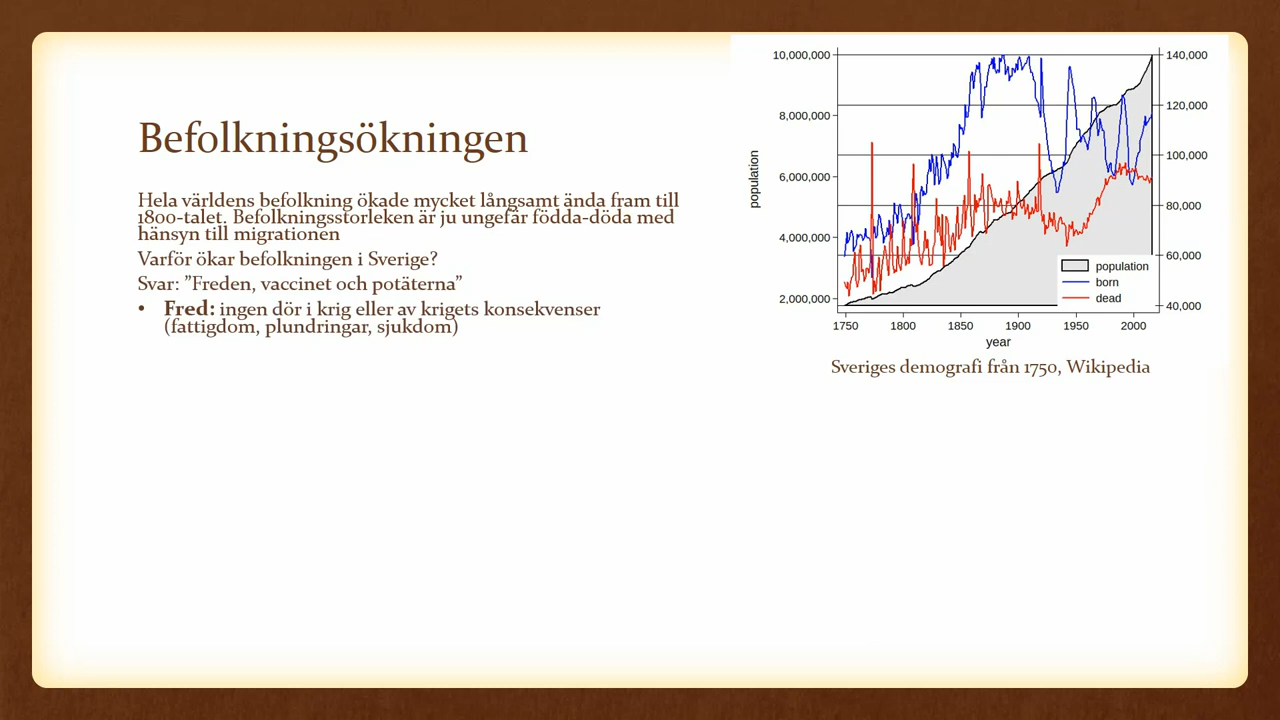 Befolkningsökningen
Hela världens befolkning ökade mycket långsamt ända fram till
1800-talet. Befolkningsstorleken är ju ungefär födda-döda med
hänsyn till migrationen
Varför ökar befolkningen i Sverige?
Svar: ”Freden, vaccinet och potäterna”
• Fred: ingen dör i krig eller av krigets konsekvenser
(fattigdom, plundringar, sjukdom)
10,000,000
8,000,000
6,000,000
4,000,000
2,000,000
population
140,000
120,000
100,000
80,000
60,000
40,000
population
born
dead
1750 1800 1850 1900 1950 2000
year
Sveriges demografi från 1750, Wikipedia